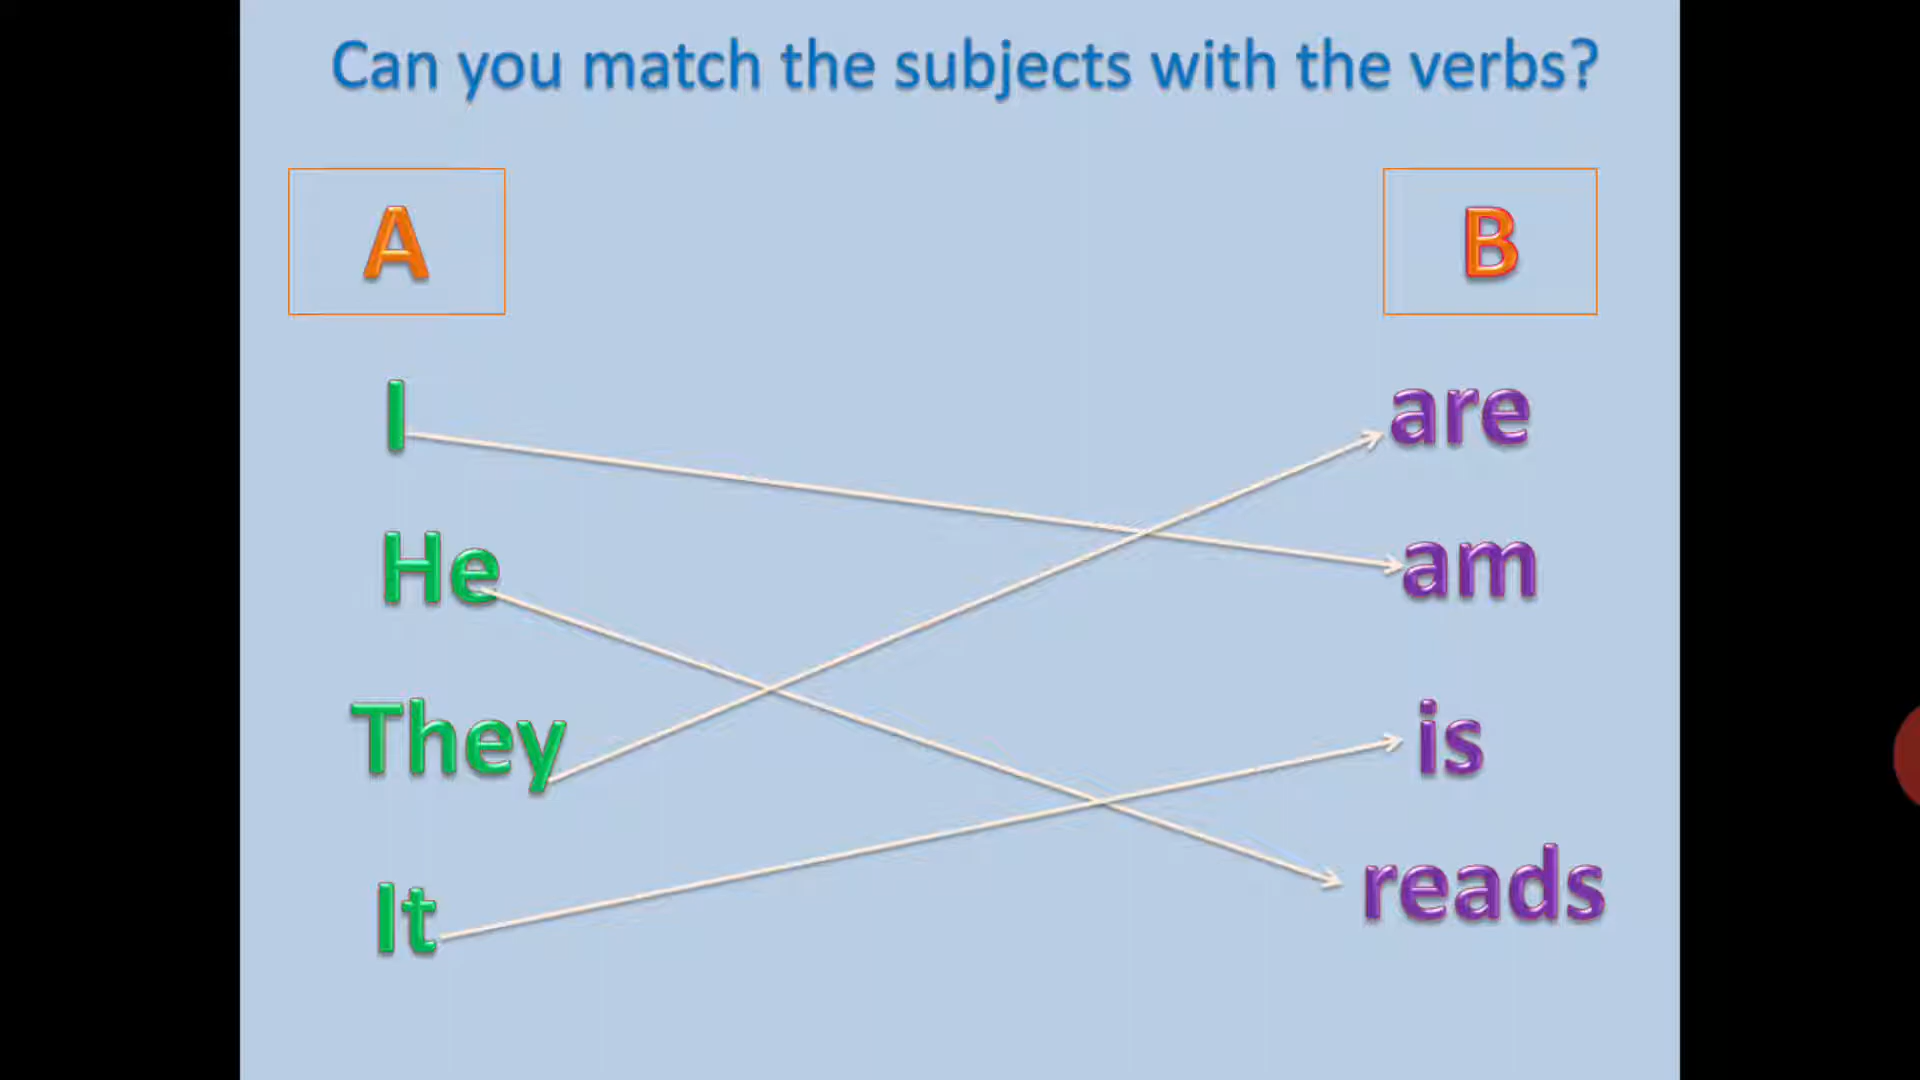 Can you match the subjects with the verbs?
A B
I are
He am
They is
It reads